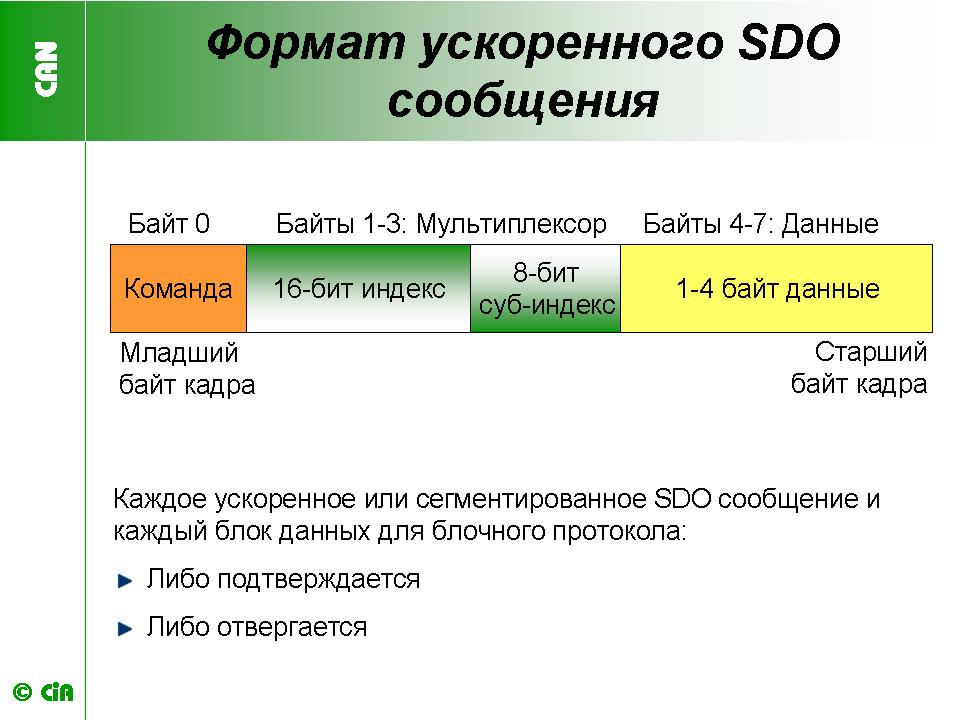 CAN
Формат ускоренного SDO
сообщения
Байт 0
Байты 1-3: Мультиплексор
Байты 4-7: Данные
Команда
16-бит индекс
8-бит
суб-индекс
1-4 байт данные
Младший
байт кадра
Старший
байт кадра
Каждое ускоренное или сегментированное SDO сообщение и
каждый блок данных для блочного протокола:
Либо подтверждается
Либо отвергается
© CiA